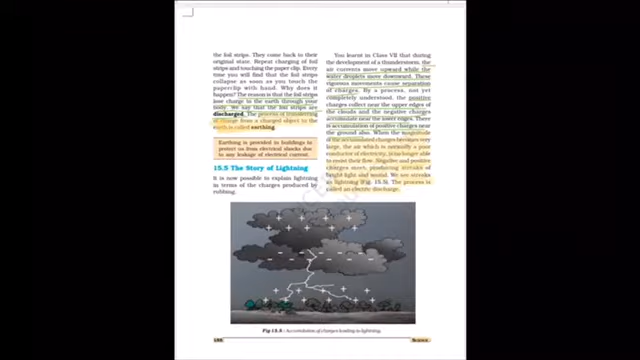 the foil strips. They come back to their
original state. Repeat charging of foil
strips and touching the paper clip. Every
time you will find that the foil strips
collapse as soon as you touch the
paperclip with hand. Why does it
happen? The reason is that the foil strips
lose charge to the earth through your
body. We say that the foil strips are
discharged. The process of transferring
of charge from a charged object to the
earth is called earthing.
Earthing is provided in buildings to
protect us from electrical shocks due
to any leakage of electrical current.
15.5 The Story of Lightning
It is now possible to explain lightning
in terms of the charges produced by
rubbing.
You learnt in Class VII that during
the development of a thunderstorm, the
air currents move upward while the
water droplets move downward. These
vigorous movements cause separation
of charges. By a process, not yet
completely understood, the positive
charges collect near the upper edges of
the clouds and the negative charges
accumulate near the lower edges. There
is accumulation of positive charges near
the ground also. When the magnitude
of the accumulated charges becomes very
large, the air which is normally a poor
conductor of electricity, is no longer able
to resist their flow. Negative and positive
charges meet, producing streaks of
bright light and sound. We see streaks
as lightning (Fig. 15.5). The process is
called an electric discharge.
Fig 15.5 : Accumulation of charges leading to lightning.
Science